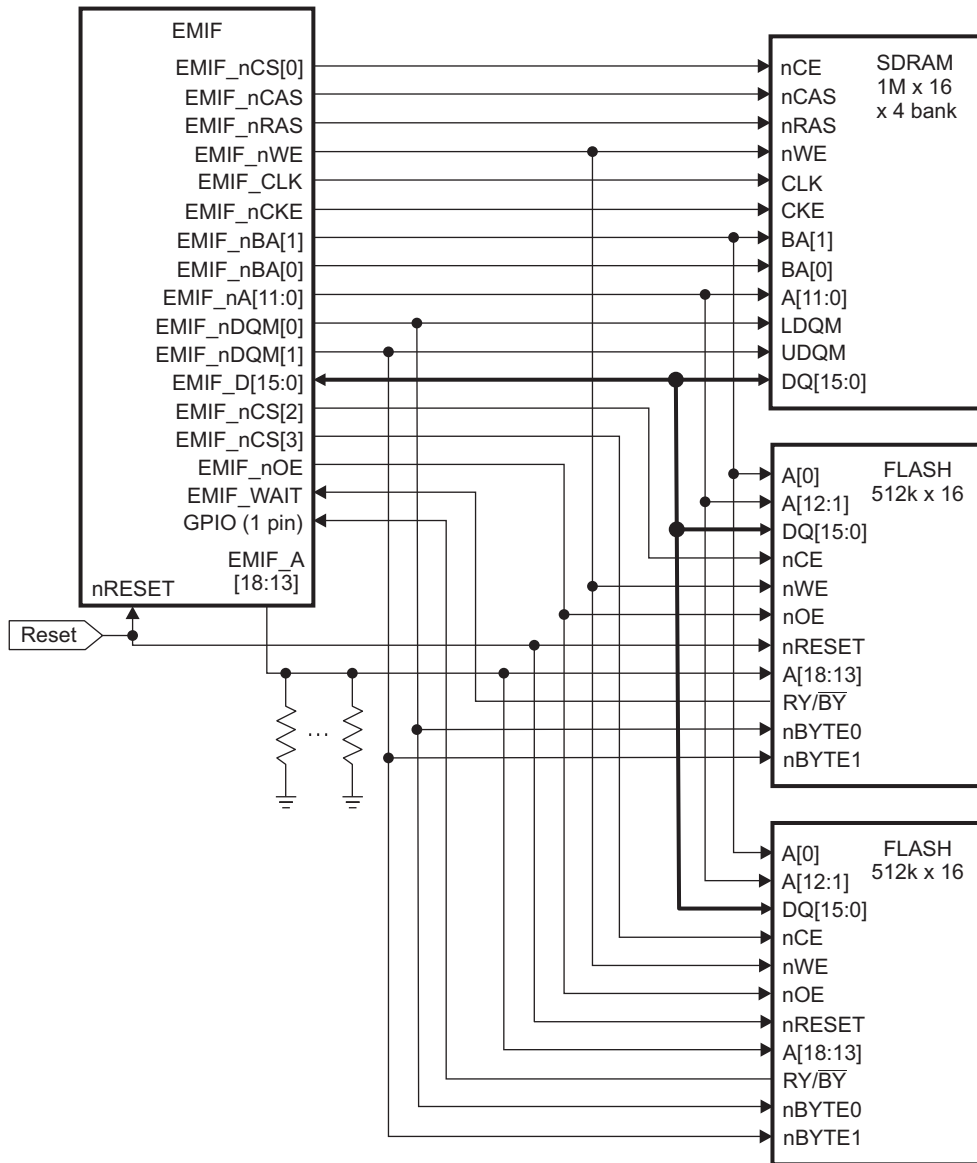 EMIF
EMIF_nCS[0]
EMIF_nCAS
EMIF_nRAS
EMIF_nWE
EMIF_CLK
EMIF_nCKE
EMIF_nBA[1]
EMIF_nBA[0]
EMIF_nA[11:0]
EMIF_nDQM[0]
EMIF_nDQM[1]
EMIF_D[15:0]
EMIF_nCS[2]
EMIF_nCS[3]
EMIF_nOE
EMIF_WAIT
GPIO (1 pin)
EMIF_A
[18:13]
nRESET
Reset
...
SDRAM
1M x 16
x 4 bank
nCE
nCAS
nRAS
nWE
CLK
CKE
BA[1]
BA[0]
A[11:0]
LDQM
UDQM
DQ[15:0]
FLASH
512k x 16
A[0]
A[12:1]
DQ[15:0]
nCE
nWE
nOE
nRESET
A[18:13]
RY/B̅Y̅
nBYTE0
nBYTE1
FLASH
512k x 16
A[0]
A[12:1]
DQ[15:0]
nCE
nWE
nOE
nRESET
A[18:13]
RY/B̅Y̅
nBYTE0
nBYTE1